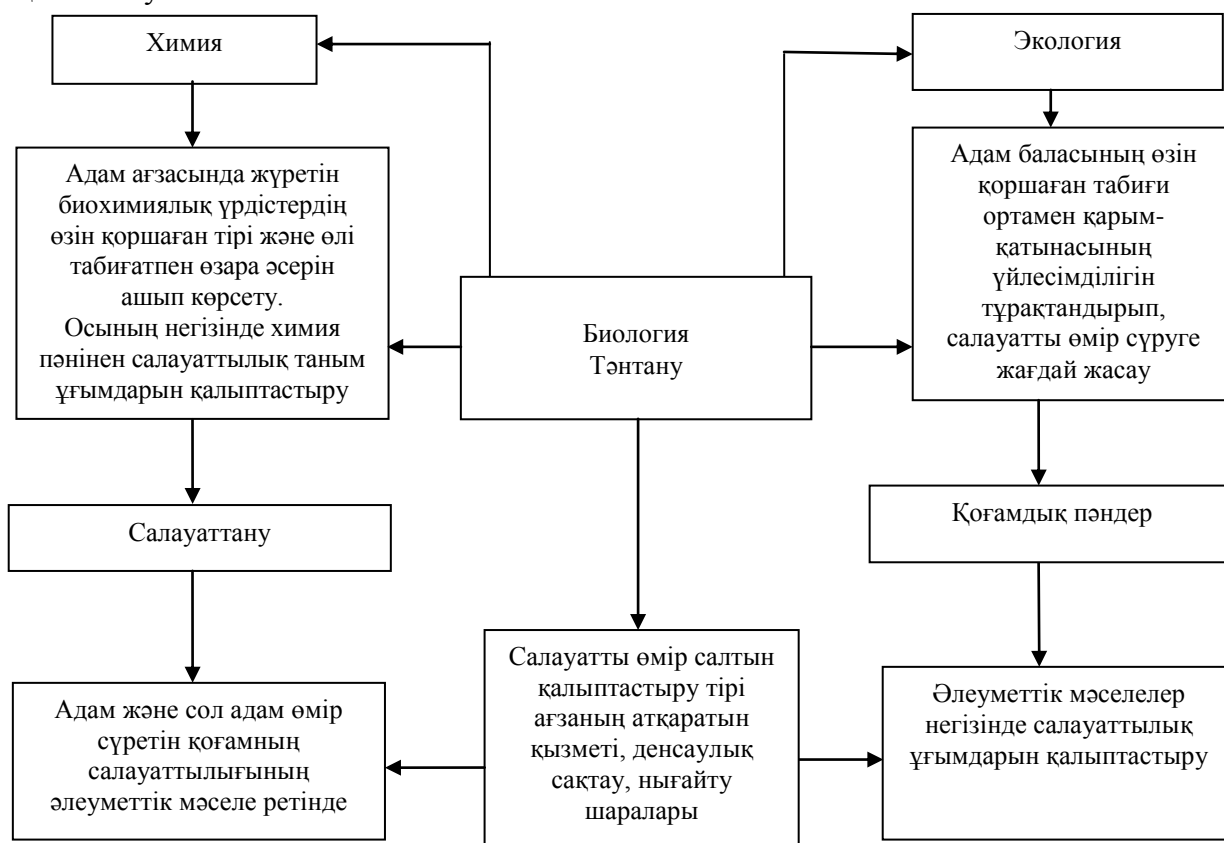 Химия
Экология
Адам ағзасында жүретін
биохимиялық үрдістердің
өзін қоршаған тірі және өлі
табиғатпен өзара әсерін
ашып көрсету.
Осының негізінде химия
пәнінен салауаттылық таным
ұғымдарын қалыптастыру
Адам баласының өзін
қоршаған табиғи
ортамен қарым-
қатынасының
үйлесімділігін
тұрақтандырып,
салауатты өмір сүруге
жағдай жасау
Биология
Тәнтану
Салауаттану
Қоғамдық пәндер
Адам және сол адам өмір
сүретін қоғамның
салауаттылығының
әлеуметтік мәселе ретінде
Салауатты өмір салтын
қалыптастыру тірі
ағзаның атқаратын
қызметі, денсаулық
сақтау, нығайту
шаралары
Әлеуметтік мәселелер
негізінде салауаттылық
ұғымдарын қалыптастыру